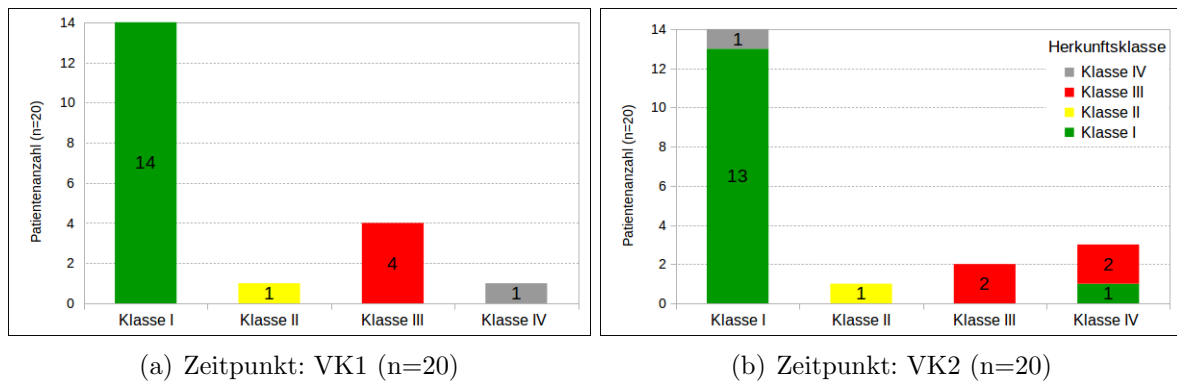 Patientenanzahl (n=20)
14
12
10
8
6
4
2
0
14
1
4
1
Klasse I
Klasse II
Klasse III
Klasse IV
(a) Zeitpunkt: VK1 (n=20)
Patientenanzahl (n=20)
14
12
10
8
6
4
2
0
1
13
1
2
2
1
Herkunftsklasse
Klasse IV
Klasse III
Klasse II
Klasse I
Klasse I
Klasse II
Klasse III
Klasse IV
(b) Zeitpunkt: VK2 (n=20)